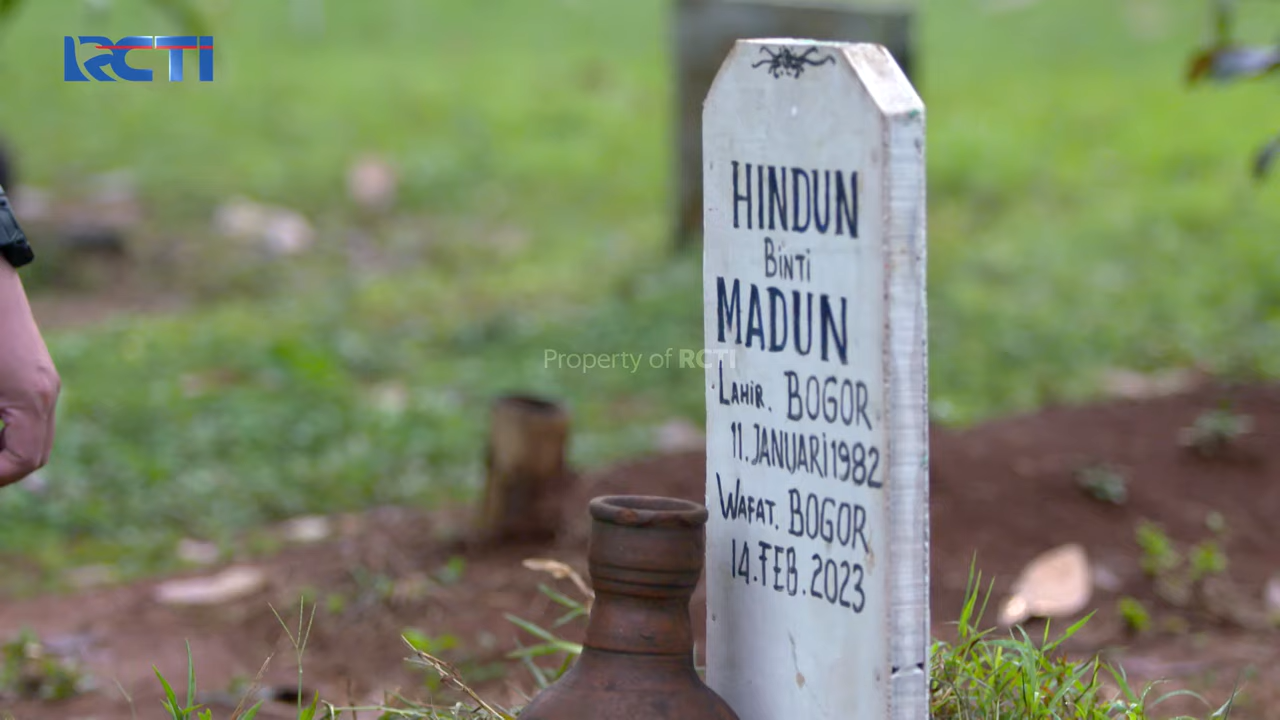 RCTI
HINDUN
BiNTi
MADUN
LAHiR. BOGOR
11. JANUARi 1982
WAFAT. BOGOR
14.FEB.2023
Property of RCTI